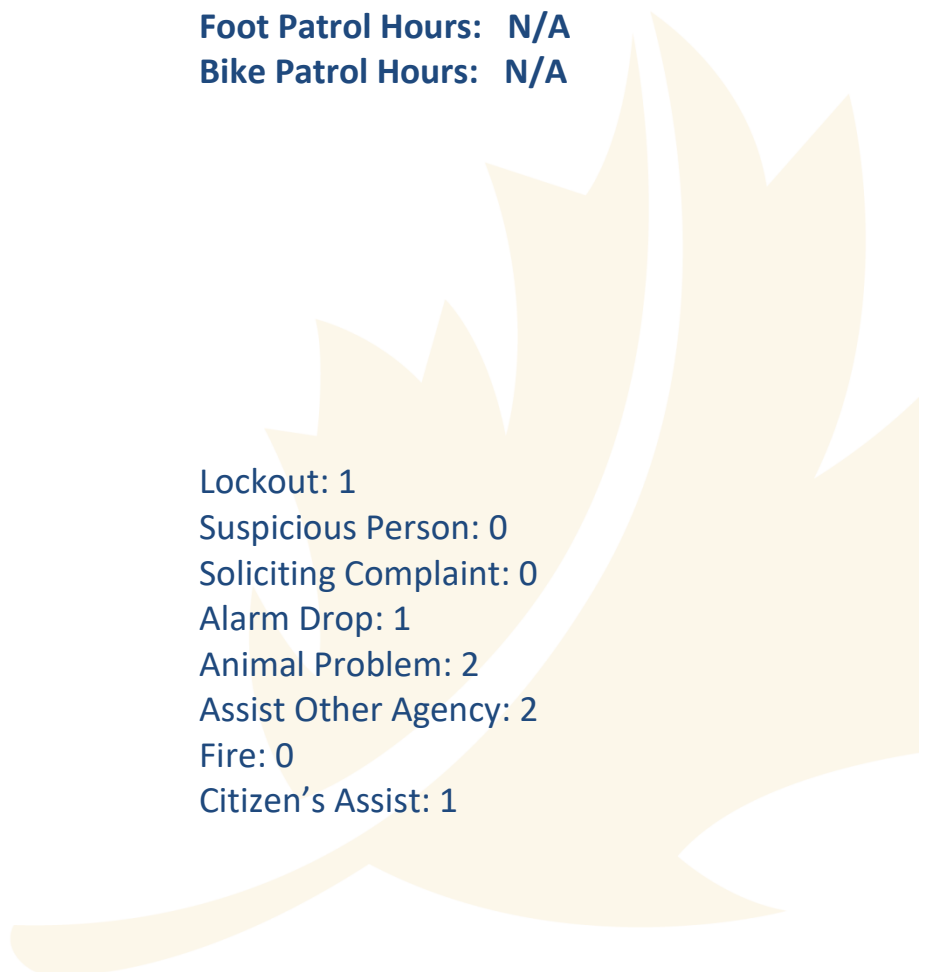 Foot Patrol Hours: N/A
Bike Patrol Hours: N/A
Lockout: 1
Suspicious Person: 0
Soliciting Complaint: 0
Alarm Drop: 1
Animal Problem: 2
Assist Other Agency: 2
Fire: 0
Citizen’s Assist: 1